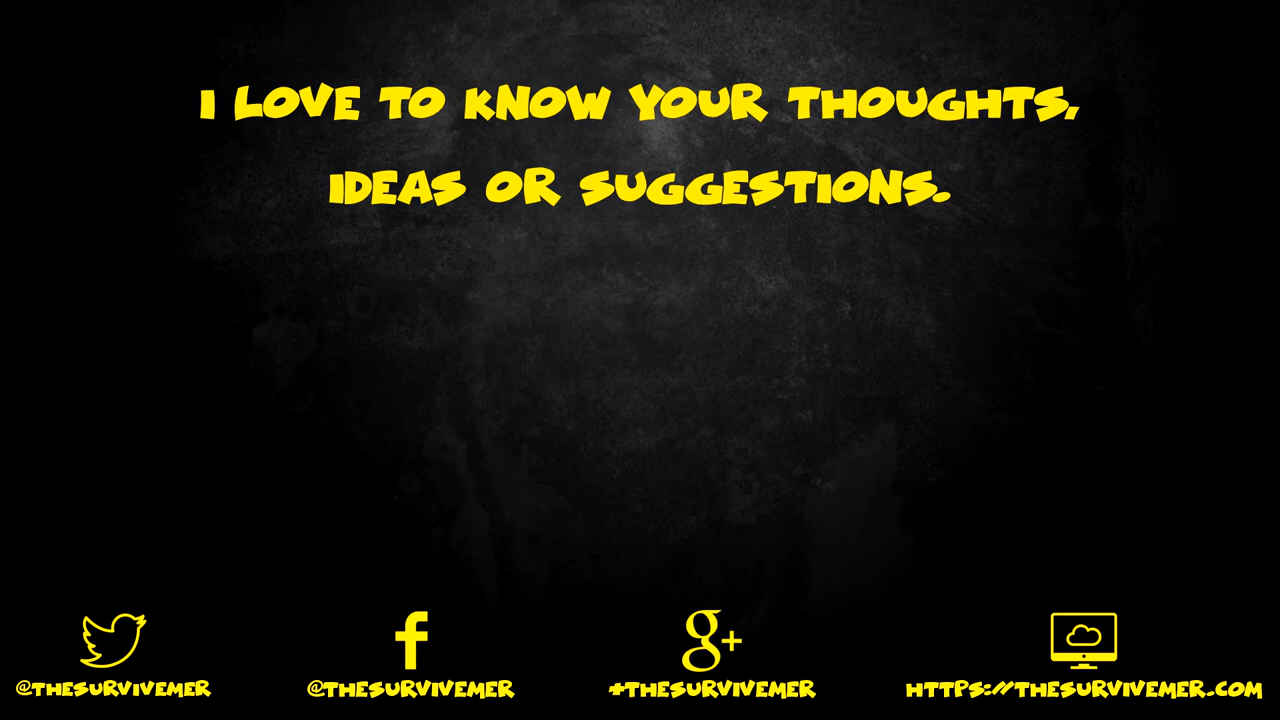 I LOVE TO KNOW YOUR THOUGHTS,
IDEAS OR SUGGESTIONS.
@THESURVIVEMER
@THESURVIVEMER
+THESURVIVEMER
HTTPS://THESURVIVEMER.COM